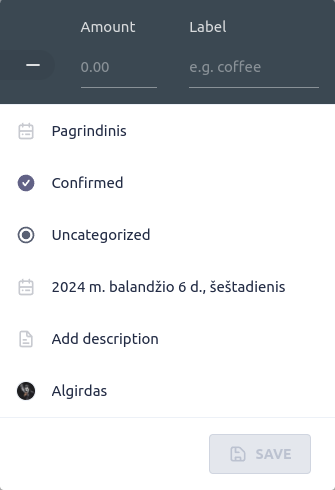 Amount Label
0.00 e.g. coffee
Pagrindinis
Confirmed
Uncategorized
2024 m. balandžio 6 d., šeštadienis
Add description
Algirdas
SAVE